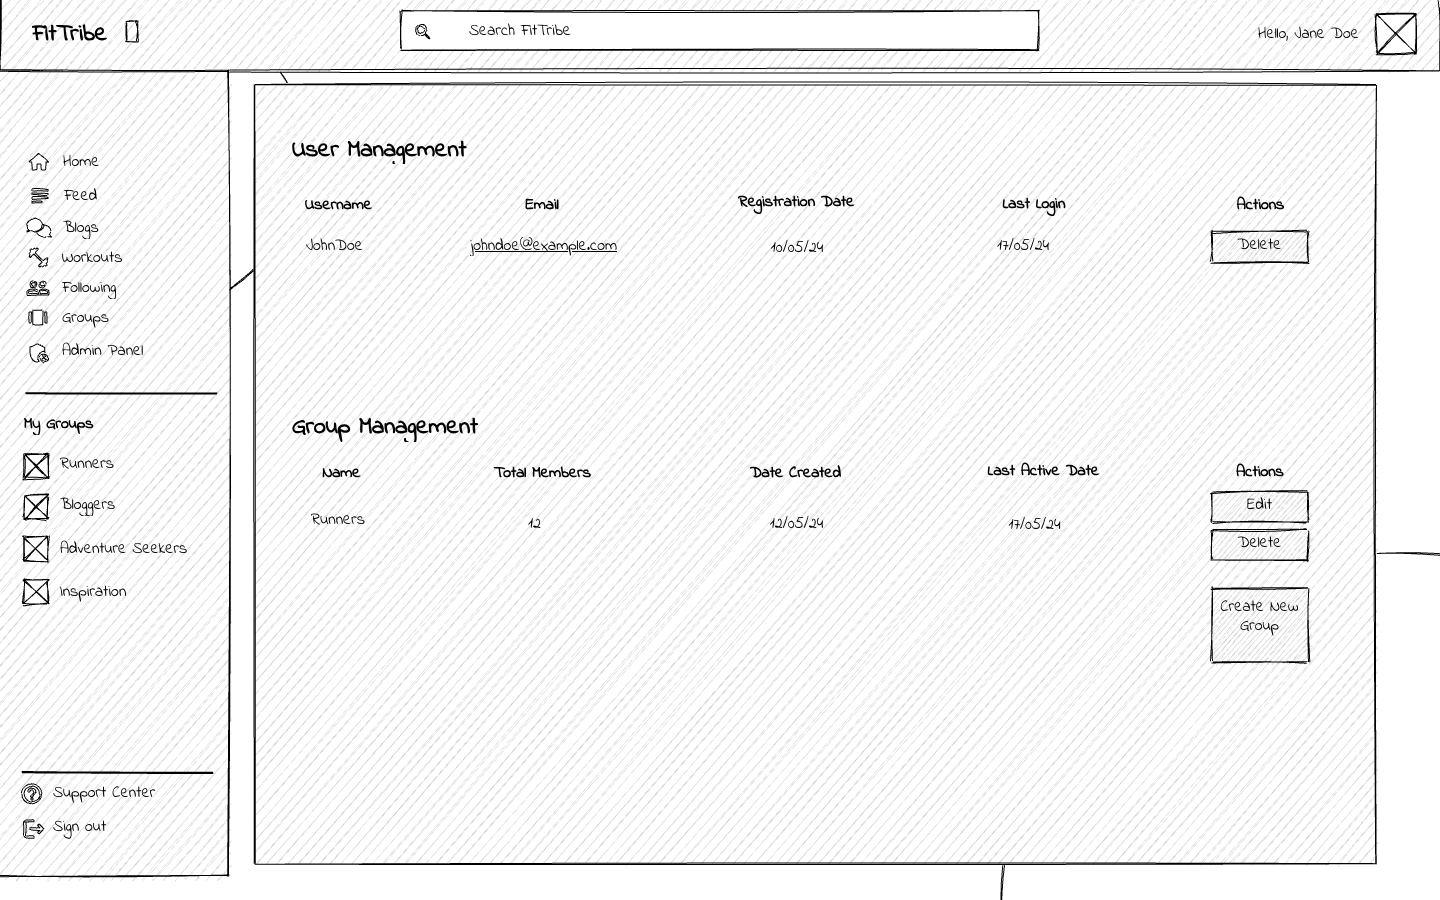 FitTribe
Search FitTribe
Hello, Jane Doe
Home
Feed
Blogs
Workouts
Following
Groups
Admin Panel
My Groups
Runners
Bloggers
Adventure Seekers
Inspiration
Support Center
Sign out
User Management
Username Email Registration Date Last Login Actions
JohnDoe johndoe@example.com 10/05/24 17/05/24 Delete
Group Management
Name Total Members Date Created Last Active Date Actions
Runners 12 12/05/24 17/05/24 Edit
Delete
Create New
Group